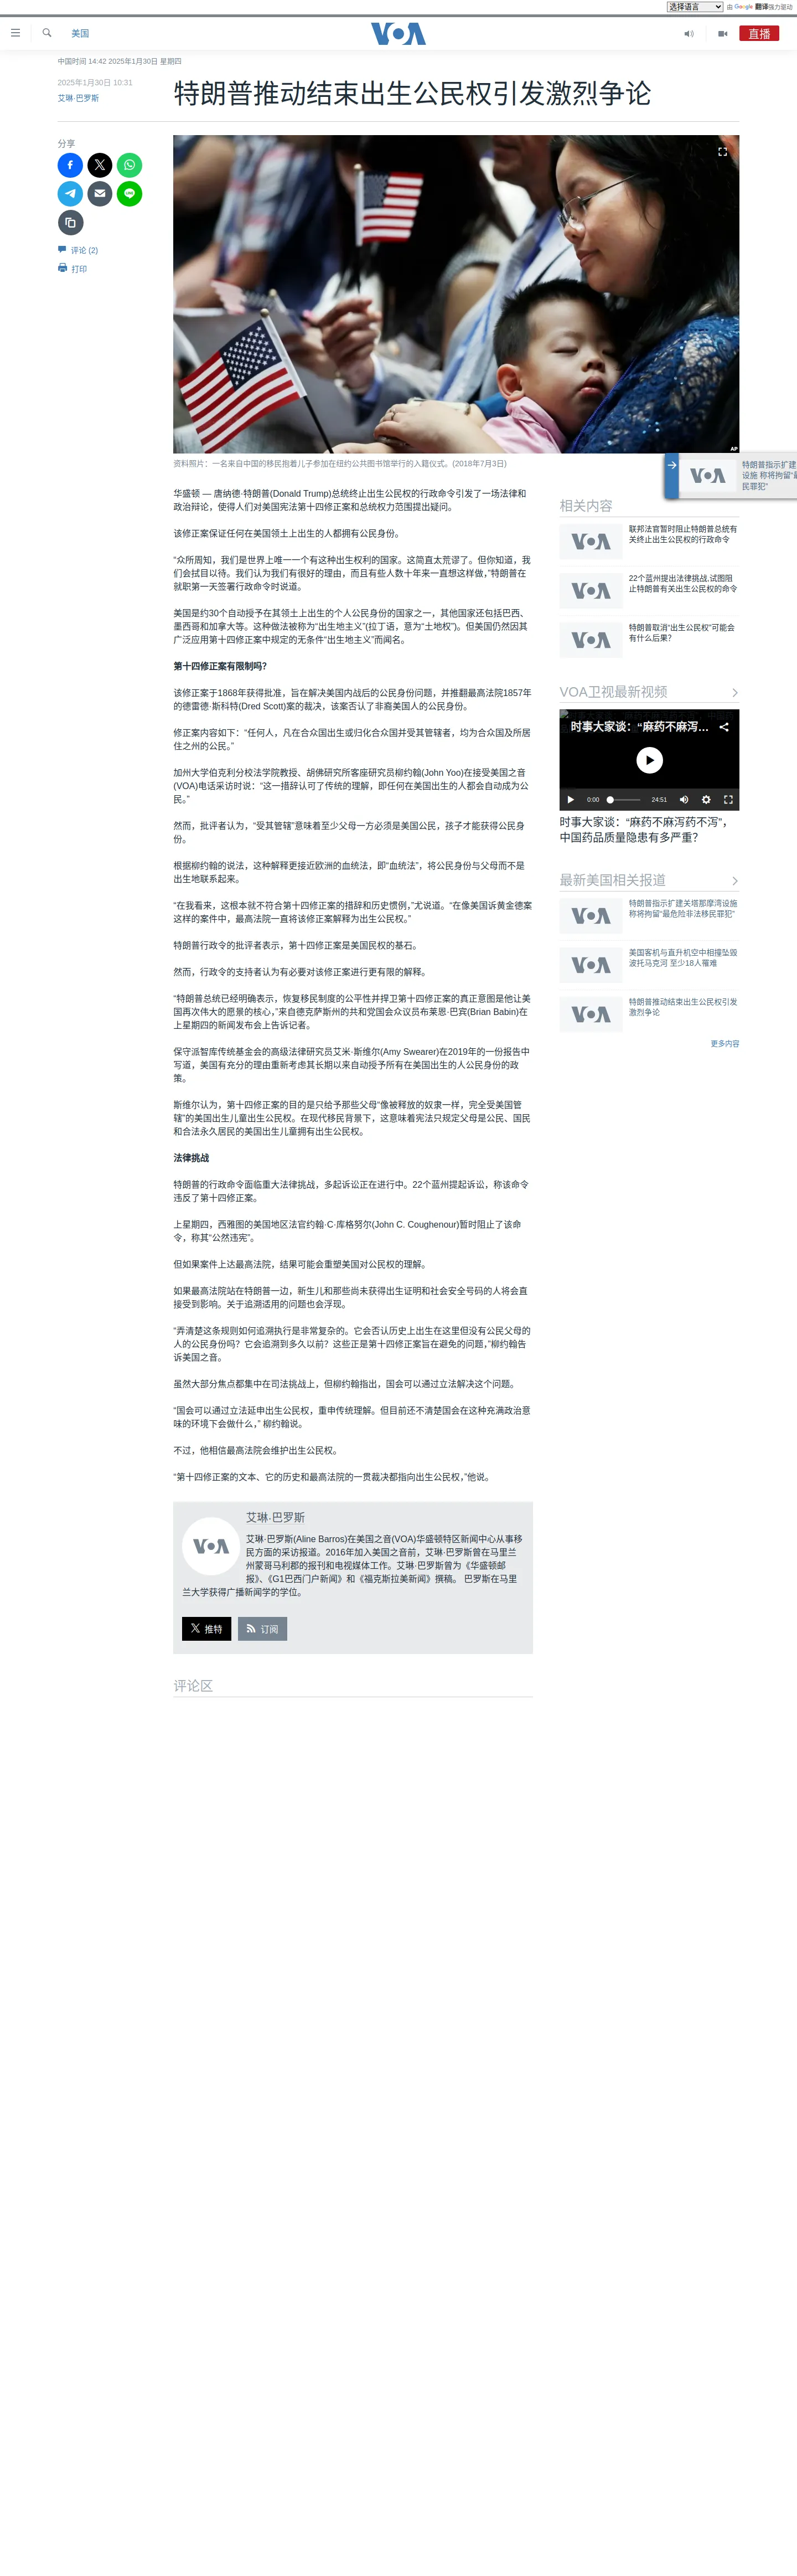 选择语言
由 Google 翻译强力驱动
美国
VOA
直播
中国时间 14:42 2025年1月30日 星期四
2025年1月30日 10:31
艾琳·巴罗斯
特朗普推动结束出生公民权引发激烈争论
分享
评论 (2)
打印
AP
资料照片：一名来自中国的移民抱着儿子参加在纽约公共图书馆举行的入籍仪式。(2018年7月3日)
华盛顿 — 唐纳德·特朗普(Donald Trump)总统终止出生公民权的行政命令引发了一场法律和
政治辩论，使得人们对美国宪法第十四修正案和总统权力范围提出疑问。
该修正案保证任何在美国领土上出生的人都拥有公民身份。
“众所周知，我们是世界上唯一一个有这种出生权利的国家。这简直太荒谬了。但你知道，我
们会拭目以待。我们认为我们有很好的理由，而且有些人数十年来一直想这样做，”特朗普在
就职第一天签署行政命令时说道。
美国是约30个自动授予在其领土上出生的个人公民身份的国家之一，其他国家还包括巴西、
墨西哥和加拿大等。这种做法被称为“出生地主义”(拉丁语，意为“土地权”)。但美国仍然因其
广泛应用第十四修正案中规定的无条件“出生地主义”而闻名。
第十四修正案有限制吗？
该修正案于1868年获得批准，旨在解决美国内战后的公民身份问题，并推翻最高法院1857年
的德雷德·斯科特(Dred Scott)案的裁决，该案否认了非裔美国人的公民身份。
修正案内容如下：“任何人，凡在合众国出生或归化合众国并受其管辖者，均为合众国及所居
住之州的公民。”
加州大学伯克利分校法学院教授、胡佛研究所客座研究员柳约翰(John Yoo)在接受美国之音
(VOA)电话采访时说：“这一措辞认可了传统的理解，即任何在美国出生的人都会自动成为公
民。”
然而，批评者认为，“受其管辖”意味着至少父母一方必须是美国公民，孩子才能获得公民身
份。
根据柳约翰的说法，这种解释更接近欧洲的血统法，即“血统法”，将公民身份与父母而不是
出生地联系起来。
“在我看来，这根本就不符合第十四修正案的措辞和历史惯例，”尤说道。“在像美国诉黄金德案
这样的案件中，最高法院一直将该修正案解释为出生公民权。”
特朗普行政令的批评者表示，第十四修正案是美国民权的基石。
然而，行政令的支持者认为有必要对该修正案进行更有限的解释。
“特朗普总统已经明确表示，恢复移民制度的公平性并捍卫第十四修正案的真正意图是他让美
国再次伟大的愿景的核心，”来自德克萨斯州的共和党国会众议员布莱恩·巴宾(Brian Babin)在
上星期四的新闻发布会上告诉记者。
保守派智库传统基金会的高级法律研究员艾米·斯维尔(Amy Swearer)在2019年的一份报告中
写道，美国有充分的理由重新考虑其长期以来自动授予所有在美国出生的人公民身份的政
策。
斯维尔认为，第十四修正案的目的是只给予那些父母“像被释放的奴隶一样，完全受美国管
辖”的美国出生儿童出生公民权。在现代移民背景下，这意味着宪法只规定父母是公民、国民
和合法永久居民的美国出生儿童拥有出生公民权。
法律挑战
特朗普的行政命令面临重大法律挑战，多起诉讼正在进行中。22个蓝州提起诉讼，称该命令
违反了第十四修正案。
上星期四，西雅图的美国地区法官约翰·C·库格努尔(John C. Coughenour)暂时阻止了该命
令，称其“公然违宪”。
但如果案件上达最高法院，结果可能会重塑美国对公民权的理解。
如果最高法院站在特朗普一边，新生儿和那些尚未获得出生证明和社会安全号码的人将会直
接受到影响。关于追溯适用的问题也会浮现。
“弄清楚这条规则如何追溯执行是非常复杂的。它会否认历史上出生在这里但没有公民父母的
人的公民身份吗？它会追溯到多久以前？这些正是第十四修正案旨在避免的问题，”柳约翰告
诉美国之音。
虽然大部分焦点都集中在司法挑战上，但柳约翰指出，国会可以通过立法解决这个问题。
“国会可以通过立法延申出生公民权，重申传统理解。但目前还不清楚国会在这种充满政治意
味的环境下会做什么，” 柳约翰说。
不过，他相信最高法院会维护出生公民权。
“第十四修正案的文本、它的历史和最高法院的一贯裁决都指向出生公民权，”他说。
VOA
艾琳·巴罗斯
艾琳·巴罗斯(Aline Barros)在美国之音(VOA)华盛顿特区新闻中心从事移
民方面的采访报道。2016年加入美国之音前，艾琳·巴罗斯曾在马里兰
州蒙哥马利郡的报刊和电视媒体工作。艾琳·巴罗斯曾为《华盛顿邮
报》、《G1巴西门户新闻》和《福克斯拉美新闻》撰稿。 巴罗斯在马里
兰大学获得广播新闻学的学位。
推特
订阅
评论区
VOA
特朗普指示扩建
设施 称将拘留“最
民罪犯”
相关内容
VOA
联邦法官暂时阻止特朗普总统有
关终止出生公民权的行政命令
VOA
22个蓝州提出法律挑战,试图阻
止特朗普有关出生公民权的命令
VOA
特朗普取消“出生公民权”可能会
有什么后果？
VOA卫视最新视频
时事大家谈：“麻药不麻泻…
0:00
24:51
时事大家谈：“麻药不麻泻药不泻”，
中国药品质量隐患有多严重？
最新美国相关报道
VOA
特朗普指示扩建关塔那摩湾设施
称将拘留“最危险非法移民罪犯”
VOA
美国客机与直升机空中相撞坠毁
波托马克河 至少18人罹难
VOA
特朗普推动结束出生公民权引发
激烈争论
更多内容